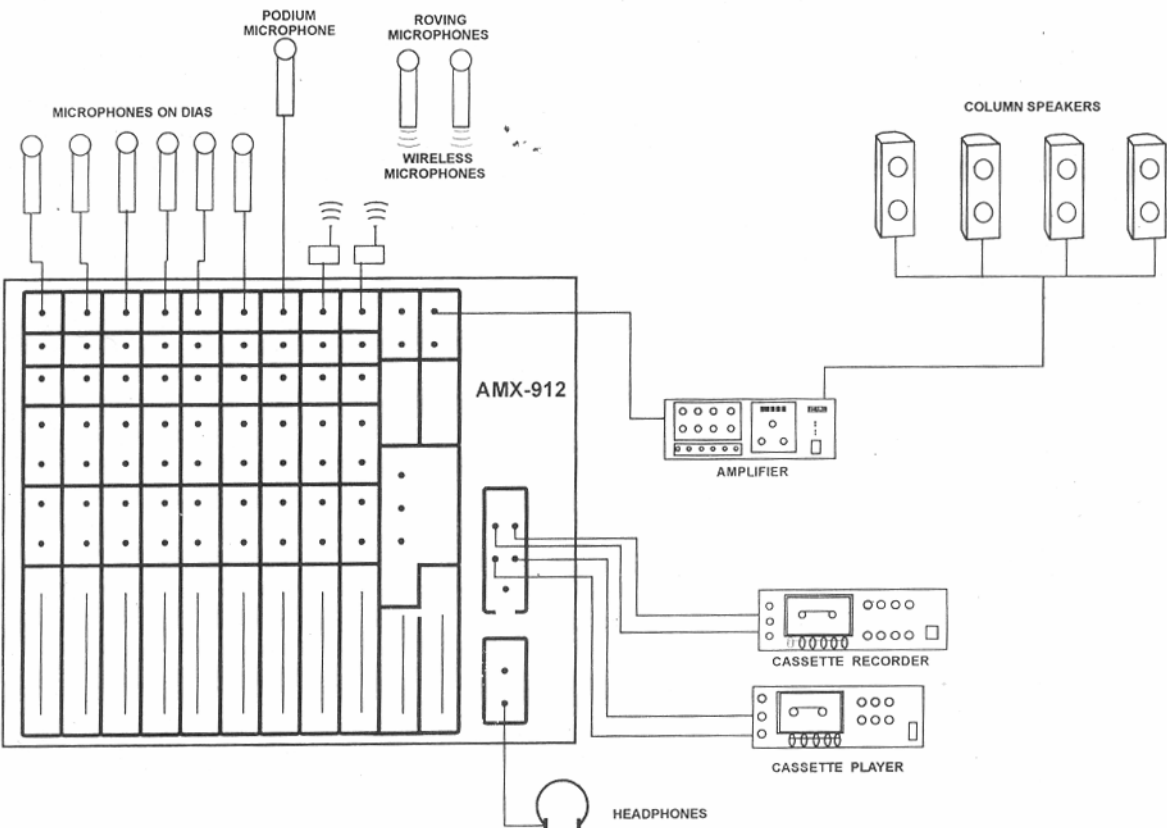 PODIUM
MICROPHONE
ROVING
MICROPHONES
MICROPHONES ON DIAS
WIRELESS
MICROPHONES
COLUMN SPEAKERS
AMX-912
AMPLIFIER
CASSETTE RECORDER
CASSETTE PLAYER
HEADPHONES